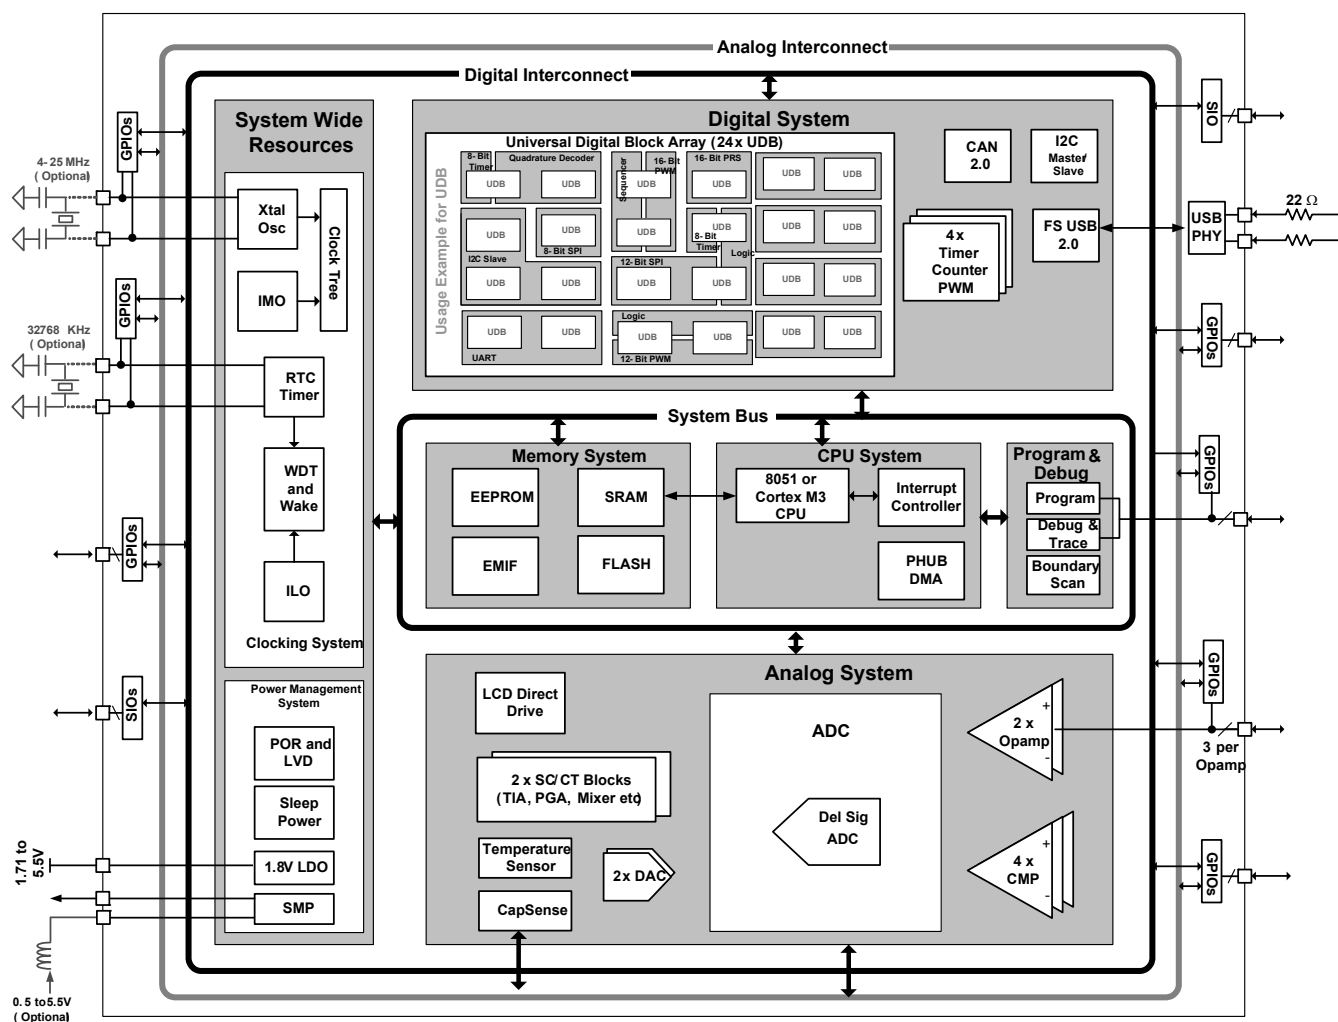 Analog Interconnect
Digital Interconnect
System Wide
Resources
Digital System
Universal Digital Block Array (24x UDB)
Usage Example for UDB
8- Bit
Timer
Quadrature Decoder
Sequencer
16- Bit
PWM
16- Bit PRS
UDB
UDB
UDB
UDB
UDB
UDB
UDB
UDB
UDB
UDB
8- Bit
Timer
UDB
UDB
I2C Slave
8- Bit SPI
12- Bit SPI
Logic
UDB
UDB
UDB
UDB
UDB
UDB
Logic
UDB
UDB
UDB
UDB
UDB
UDB
UART
12- Bit PWM
CAN
2.0
I2C
Master/
Slave
4x
Timer
Counter
PWM
FS USB
2.0
USB
PHY
22 Ω
SIO
GPIOs
GPIOs
GPIOs
GPIOs
3 per
Opamp
GPIOs
4- 25 MHz
( Optional)
GPIOs
Xtal
Osc
IMO
Clock Tree
32768 KHz
( Optional)
RTC
Timer
WDT
and
Wake
ILO
Clocking System
GPIOs
SIOs
Power Management
System
POR and
LVD
Sleep
Power
1.8V LDO
SMP
1.71 to
5.5V
0. 5 to5.5V
( Optional)
System Bus
Memory System
EEPROM
SRAM
EMIF
FLASH
CPU System
8051 or
Cortex M3
CPU
Interrupt
Controller
PHUB
DMA
Program &
Debug
Program
Debug &
Trace
Boundary
Scan
Analog System
LCD Direct
Drive
2 x SC/ CT Blocks
(TIA, PGA, Mixer etc)
Temperature
Sensor
CapSense
2x DAC
ADC
Del Sig
ADC
+
2 x
Opamp
-
+
4 x
CMP
-